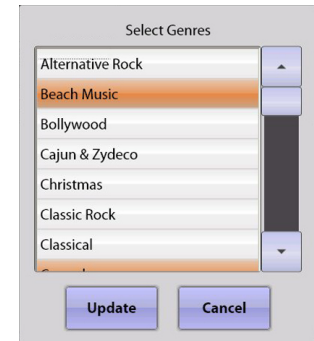 Select Genres
Alternative Rock
Beach Music
Bollywood
Cajun & Zydeco
Christmas
Classic Rock
Classical
Update Cancel